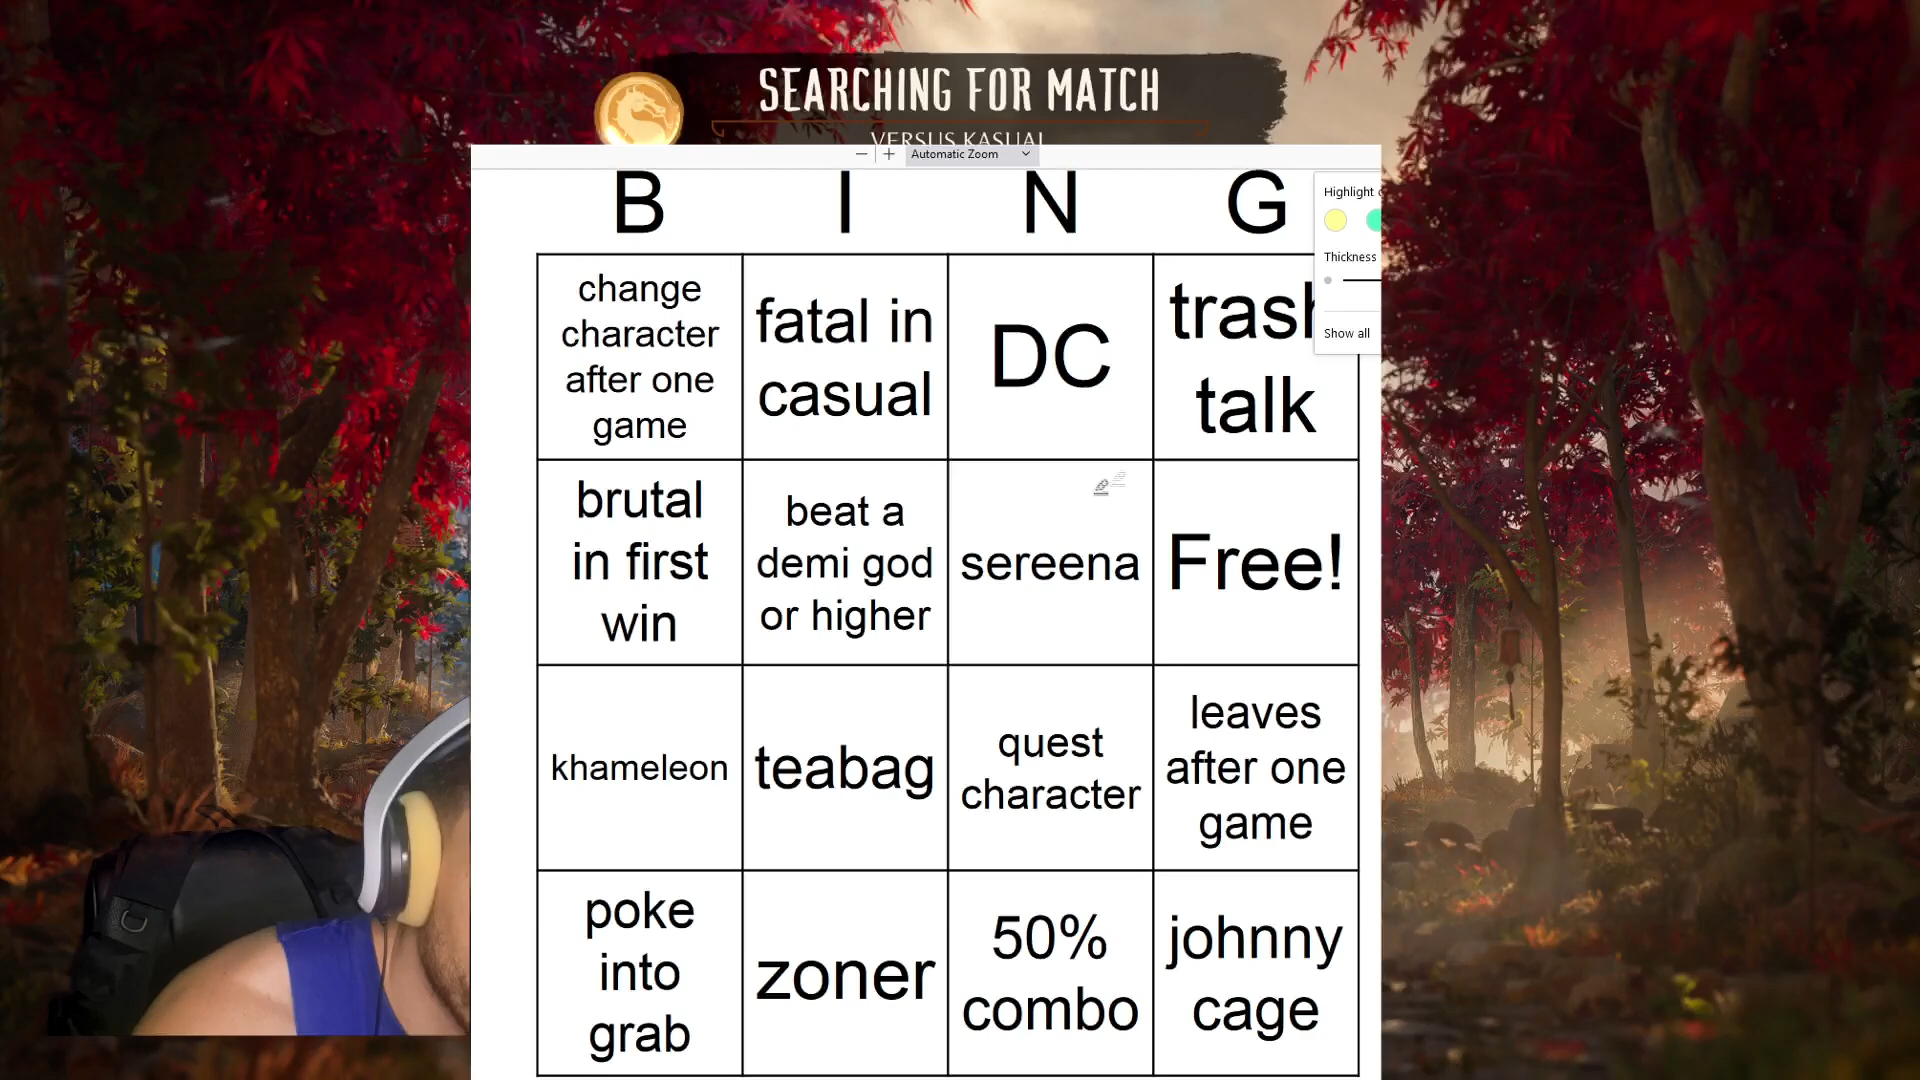 SEARCHING FOR MATCH
VERSUS KASUAL
Automatic Zoom
B I N G
Highlight
Thickness
Show all
change
character
after one
game
fatal in
casual
DC
trash
talk
brutal
in first
win
beat a
demi god
or higher
sereena
Free!
khameleon
teabag
quest
character
leaves
after one
game
poke
into
grab
zoner
50%
combo
johnny
cage